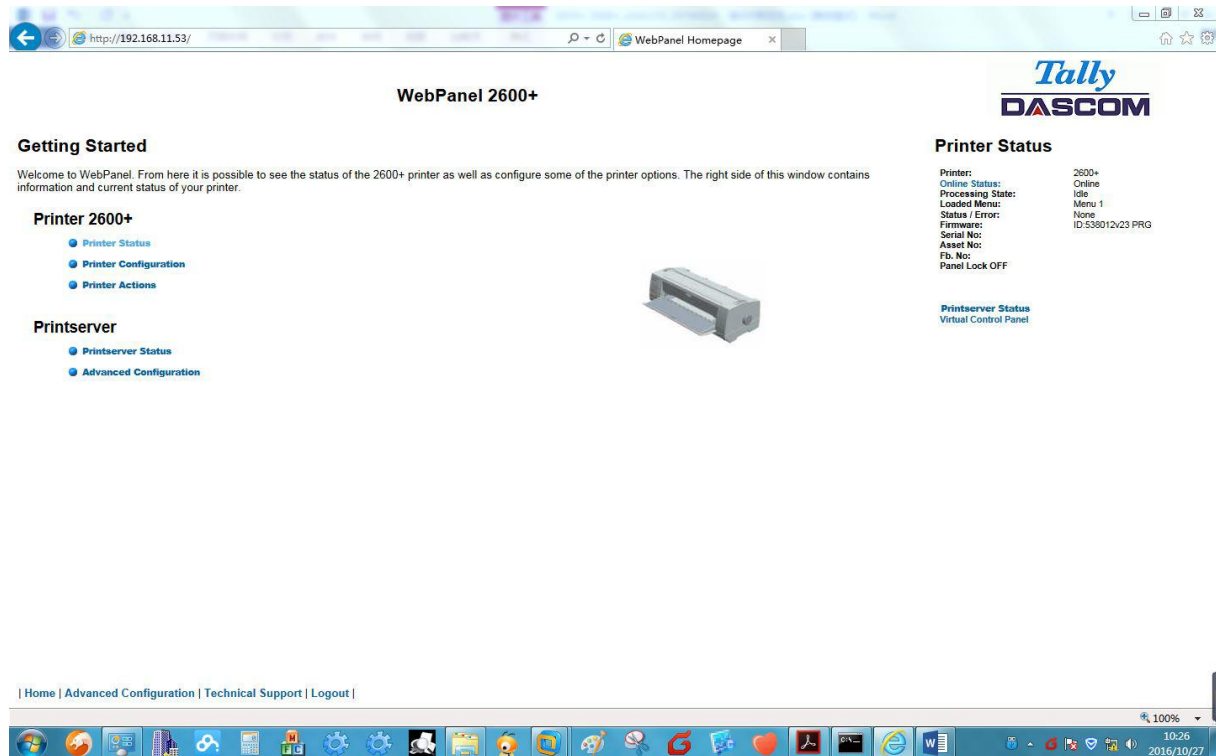 http://192.168.11.53/
WebPanel Homepage
WebPanel 2600+
Tally
DASCOM
Getting Started
Welcome to WebPanel. From here it is possible to see the status of the 2600+ printer as well as configure some of the printer options. The right side of this window contains
information and current status of your printer.
Printer 2600+
Printer Status
Printer Configuration
Printer Actions
Printserver
Printserver Status
Advanced Configuration
Printer Status
Printer: 2600+
Online Status: Online
Processing State: Idle
Loaded Menu: Menu 1
Status / Error: None
Firmware: ID:538012v23 PRG
Serial No:
Asset No:
Fb. No:
Panel Lock OFF
Printserver Status
Virtual Control Panel
| Home | Advanced Configuration | Technical Support | Logout |
100%
10:26
2016/10/27